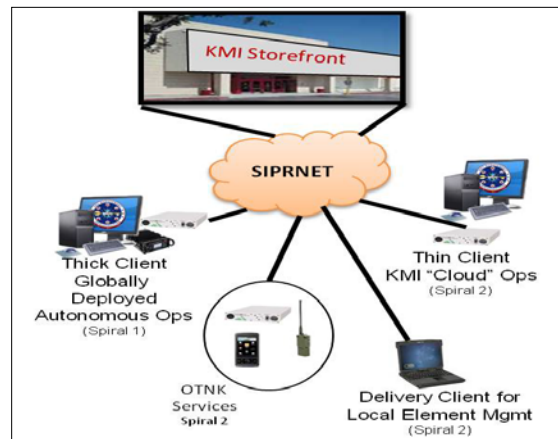 KMI Storefront
SIPRNET
Thick Client
Globally
Deployed
Autonomous Ops
(Spiral 1)
Thin Client
KMI “Cloud” Ops
(Spiral 2)
OTNK
Services
Spiral 2
Delivery Client for
Local Element Mgmt
(Spiral 2)